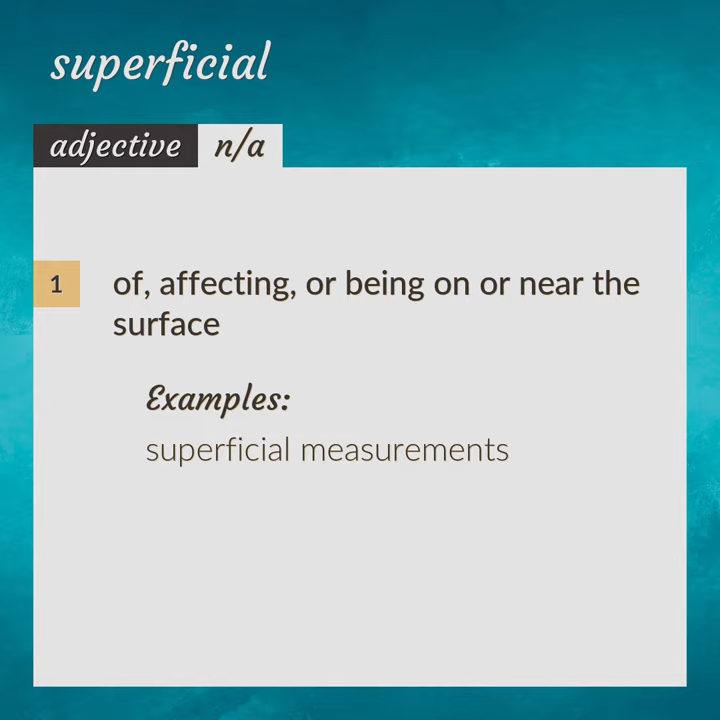 superficial
adjective n/a
1 of, affecting, or being on or near the
surface
Examples:
superficial measurements